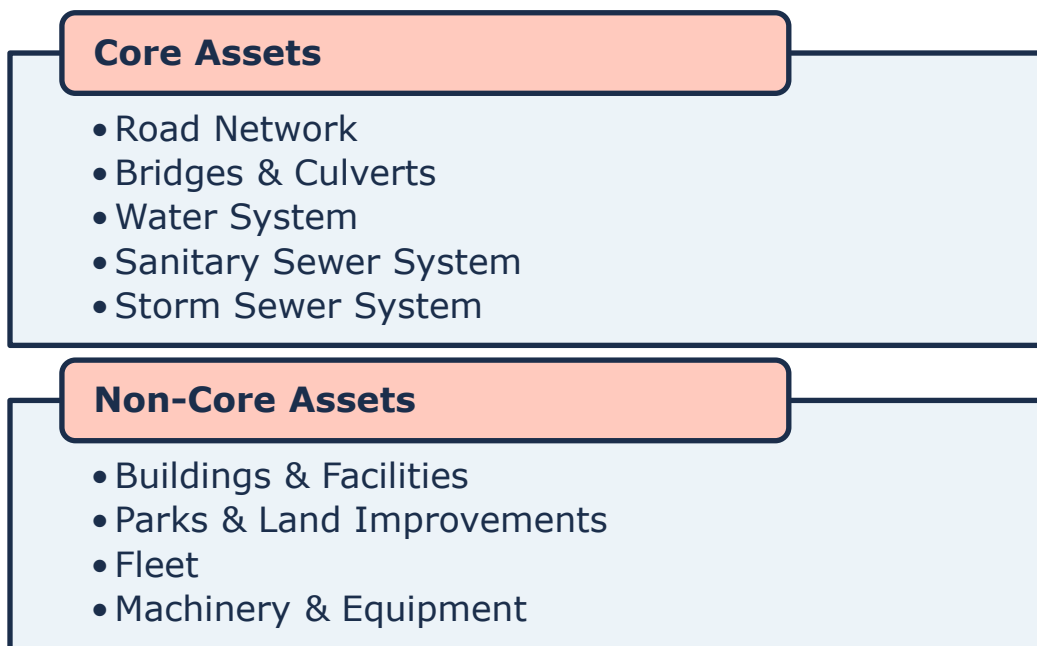 Core Assets
• Road Network
• Bridges & Culverts
• Water System
• Sanitary Sewer System
• Storm Sewer System
Non-Core Assets
• Buildings & Facilities
• Parks & Land Improvements
• Fleet
• Machinery & Equipment